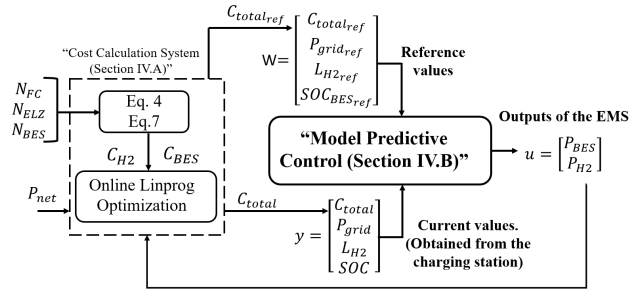 “Cost Calculation System
(Section IV.A)”
N_FC
N_ELZ
N_BES
Eq. 4
Eq.7
C_H2 C_BES
P_net
Online Linprog
Optimization
C_total_ref
W= [C_total_ref
P_grid_ref
L_H2_ref
SOC_BES_ref]
Reference
values
“Model Predictive
Control (Section IV.B)”
Outputs of the EMS
u = [P_BES
P_H2]
C_total
y = [C_total
P_grid
L_H2
SOC]
Current values.
(Obtained from the
charging station)